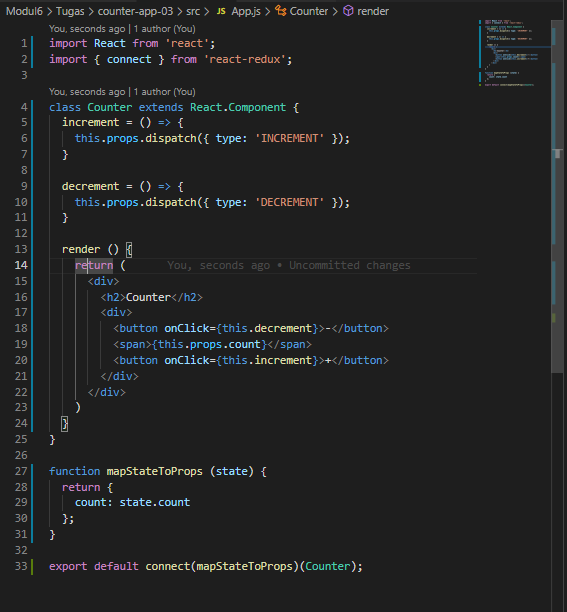 Modul6 > Tugas > counter-app-03 > src > JS App.js > Counter > render
You, seconds ago | 1 author (You)
1 import React from 'react';
2 import { connect } from 'react-redux';
3
You, seconds ago | 1 author (You)
4 class Counter extends React.Component {
5 increment = () => {
6 this.props.dispatch({ type: 'INCREMENT' });
7 }
8
9 decrement = () => {
10 this.props.dispatch({ type: 'DECREMENT' });
11 }
12
13 render () {
14 return ( You, seconds ago • Uncommitted changes
15 <div>
16 <h2>Counter</h2>
17 <div>
18 <button onClick={this.decrement}>-</button>
19 <span>{this.props.count}</span>
20 <button onClick={this.increment}>+</button>
21 </div>
22 </div>
23 )
24 }
25 }
26
27 function mapStateToProps (state) {
28 return {
29 count: state.count
30 };
31 }
32
33 export default connect(mapStateToProps)(Counter);